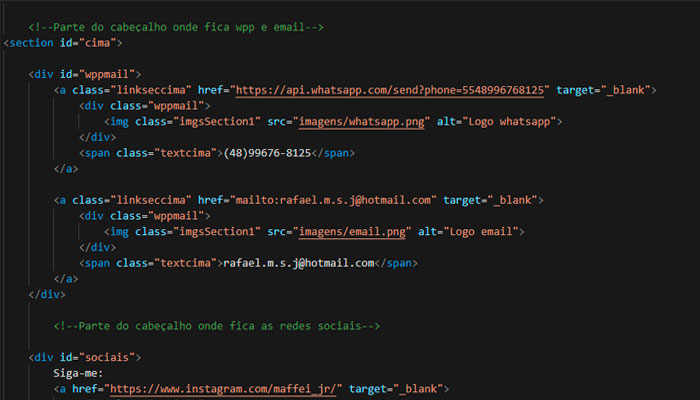 <!--Parte do cabeçalho onde fica wpp e email-->
<section id="cima">
<div id="wppmail">
<a class="linkseccima" href="https://api.whatsapp.com/send?phone=5548996768125" target="_blank">
<div class="wppmail">
<img class="imgsSection1" src="imagens/whatsapp.png" alt="Logo whatsapp">
</div>
<span class="textcima">(48)99676-8125</span>
</a>
<a class="linkseccima" href="mailto:rafael.m.s.j@hotmail.com" target="_blank">
<div class="wppmail">
<img class="imgsSection1" src="imagens/email.png" alt="Logo email">
</div>
<span class="textcima">rafael.m.s.j@hotmail.com</span>
</a>
</div>
<!--Parte do cabeçalho onde fica as redes sociais-->
<div id="sociais">
Siga-me:
<a href="https://www.instagram.com/maffei_jr/" target="_blank">